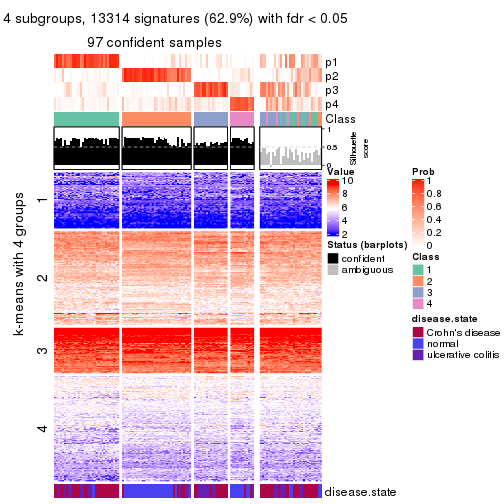 4 subgroups, 13314 signatures (62.9%) with fdr < 0.05
97 confident samples
p1
p2
p3
p4
Class
1
0.5
0
Silhouette
score
k-means with 4 groups
1
2
3
4
disease.state
Value
10
8
6
4
2
Status (barplots)
confident
ambiguous
Prob
1
0.8
0.6
0.4
0.2
0
Class
1
2
3
4
disease.state
Crohn's disease
normal
ulcerative colitis